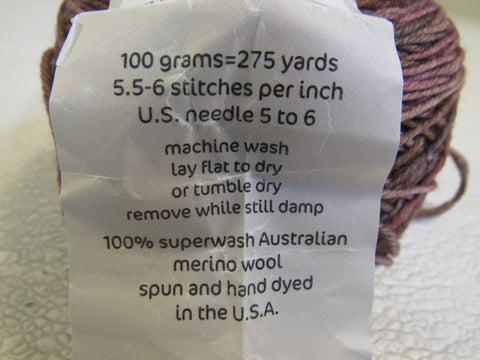 100 grams=275 yards
5.5-6 stitches per inch
U.S. needle 5 to 6
machine wash
lay flat to dry
or tumble dry
remove while still damp
100% superwash Australian
merino wool
spun and hand dyed
in the U.S.A.